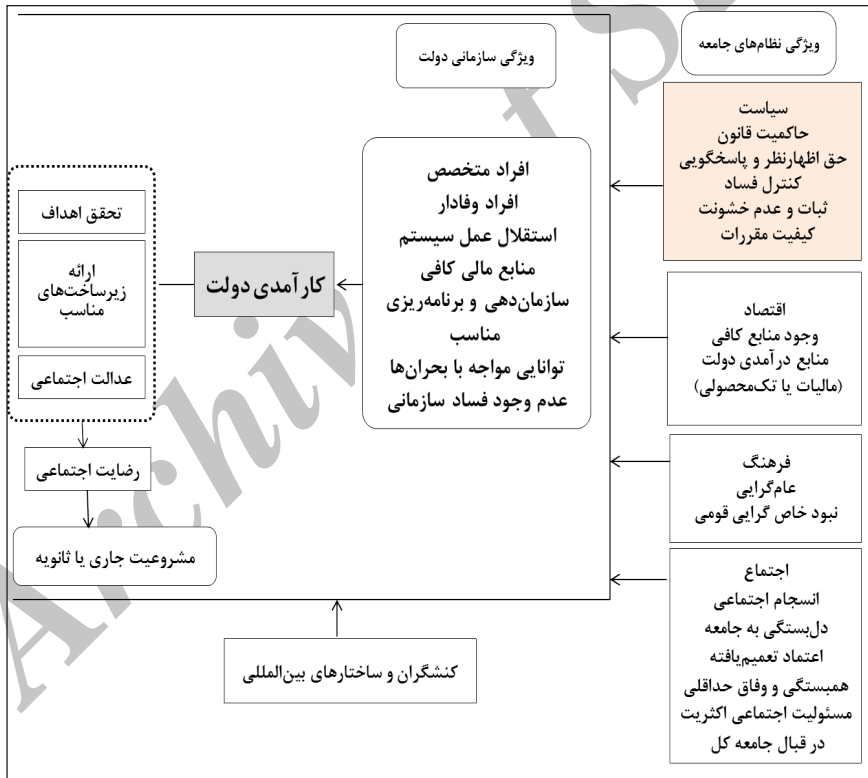 ویژگی نظام‌های جامعه
سیاست
حاکمیت قانون
حق اظهارنظر و پاسخگویی
کنترل فساد
ثبات و عدم خشونت
کیفیت مقررات
اقتصاد
وجود منابع کافی
منابع درآمدی دولت
(مالیات یا تک‌محصولی)
فرهنگ
عام‌گرایی
نبود خاص گرایی قومی
اجتماع
انسجام اجتماعی
دل‌بستگی به جامعه
اعتماد تعمیم‌یافته
همبستگی و وفاق حداقلی
مسئولیت اجتماعی اکثریت
در قبال جامعه کل
ویژگی سازمانی دولت
افراد متخصص
افراد وفادار
استقلال عمل سیستم
منابع مالی کافی
سازمان‌دهی و برنامه‌ریزی
مناسب
توانایی مواجه با بحران‌ها
عدم وجود فساد سازمانی
کارآمدی دولت
تحقق اهداف
ارائه
زیرساخت‌های
مناسب
عدالت اجتماعی
رضایت اجتماعی
مشروعیت جاری یا ثانویه
کنشگران و ساختارهای بین‌المللی
Archiv